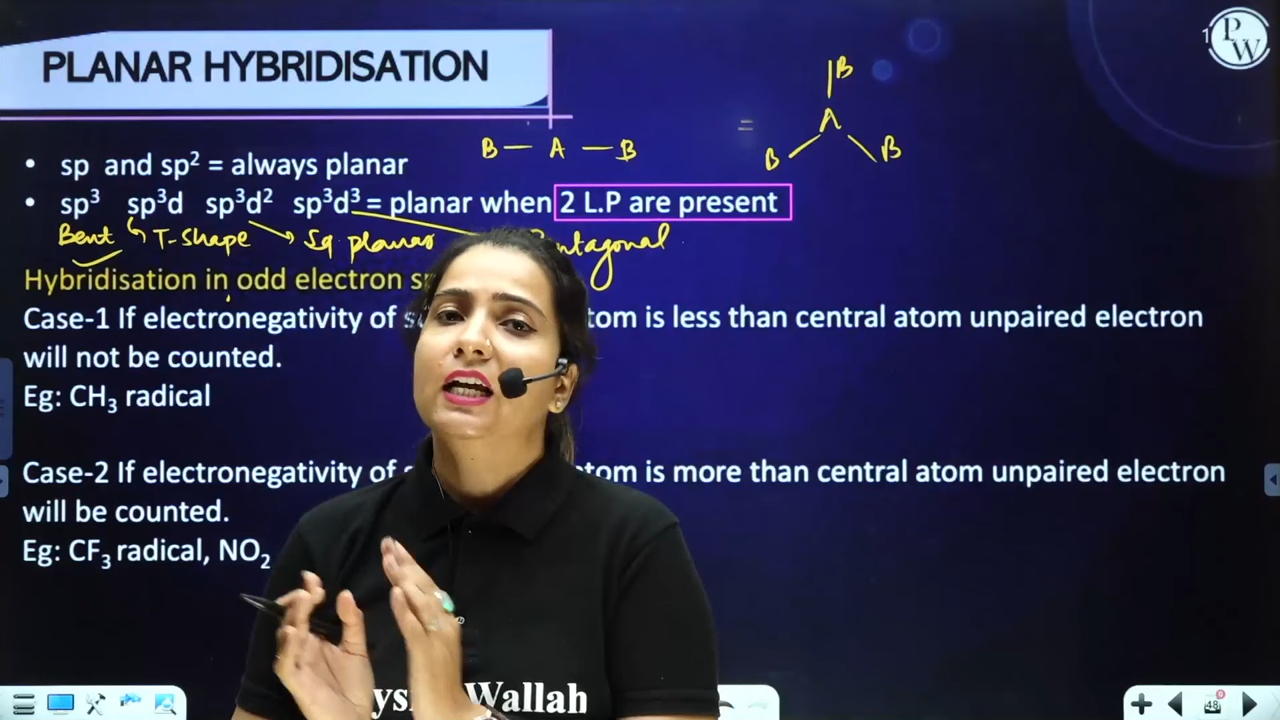 PLANAR HYBRIDISATION
PW
B — A — B
=
B
A
B B
• sp and sp² = always planar
• sp³ sp³d sp³d² sp³d³ = planar when 2 L.P are present
Bent T-shape Sq planar
Hybridisation in odd electron
Case-1 If electronegativity of is less than central atom unpaired electron
will not be counted.
Eg: CH₃ radical
Case-2 If electronegativity of is more than central atom unpaired electron
will be counted.
Eg: CF₃ radical, NO₂
Wallah
48